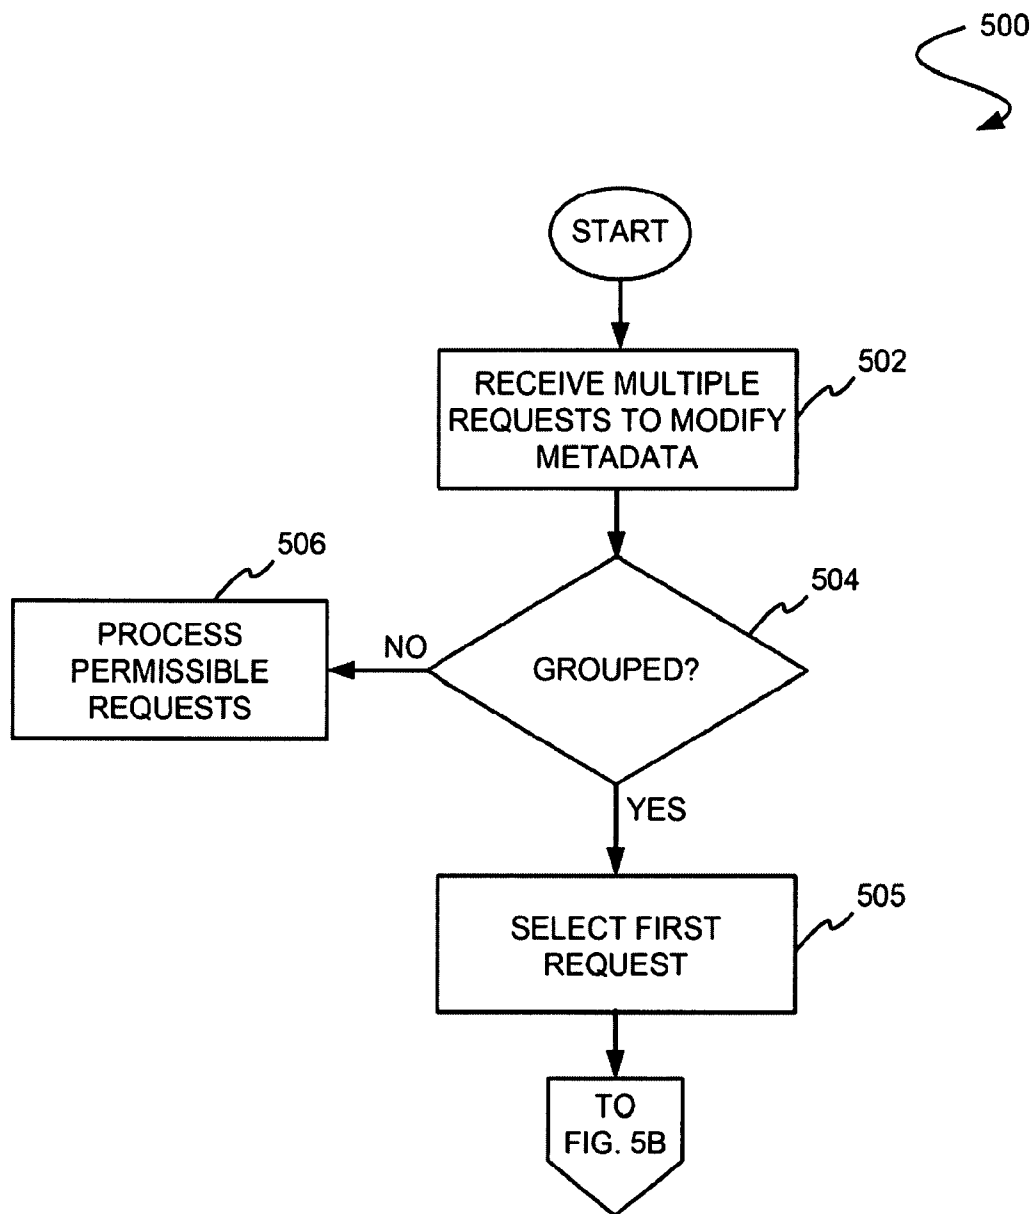 500
START
502
RECEIVE MULTIPLE
REQUESTS TO MODIFY
METADATA
506
504
PROCESS
PERMISSIBLE
REQUESTS
NO
GROUPED?
YES
505
SELECT FIRST
REQUEST
TO
FIG. 5B